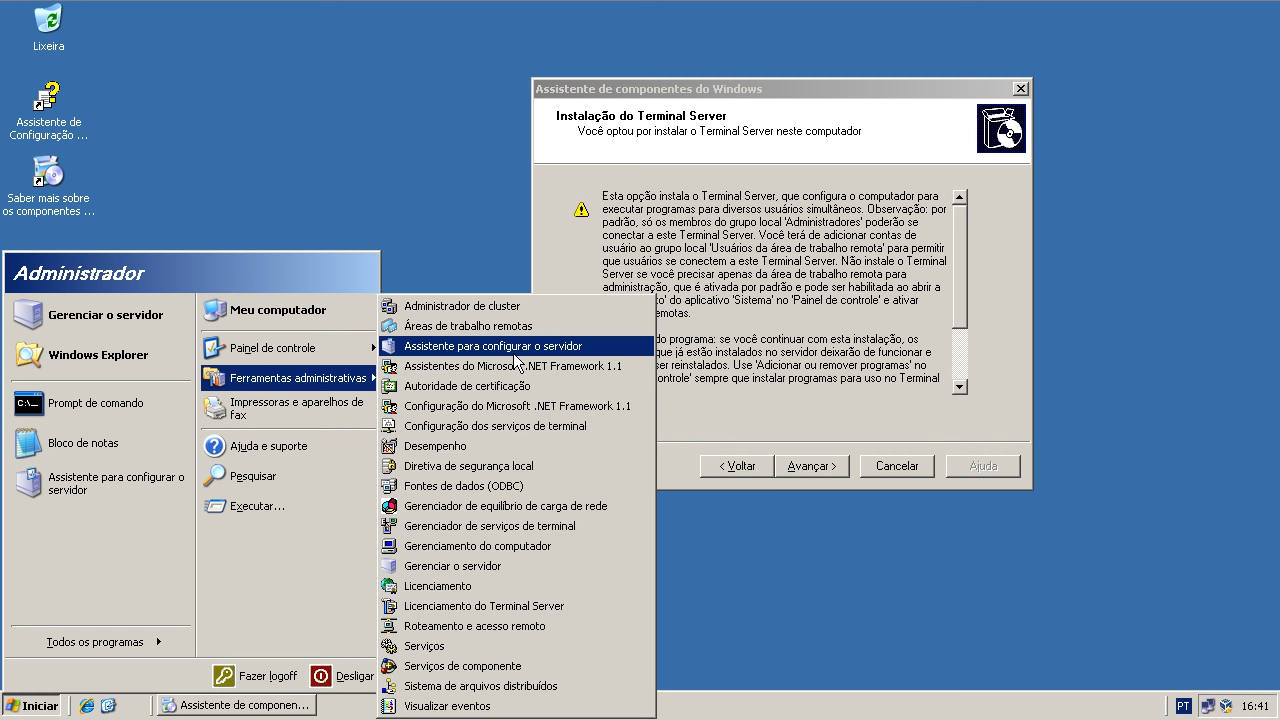 Lixeira
Assistente de
Configuração ...
Saber mais sobre
os componentes ...
Assistente de componentes do Windows
Instalação do Terminal Server
Você optou por instalar o Terminal Server neste computador
Esta opção instala o Terminal Server, que configura o computador para
executar programas para diversos usuários simultâneos. Observação: por
padrão, só os membros do grupo local 'Administradores' poderão se
conectar a este Terminal Server. Você terá de adicionar contas de
usuário ao grupo local 'Usuários da área de trabalho remota' para permitir
que usuários se conectem a este Terminal Server. Não instale o Terminal
Server se você precisar apenas da área de trabalho remota para
administração, que é ativada por padrão e pode ser habilitada ao abrir a
to' do aplicativo 'Sistema' no 'Painel de controle' e ativar
emotas.
do programa: se você continuar com esta instalação, os
que já estão instalados no servidor deixarão de funcionar e
ser reinstalados. Use 'Adicionar ou remover programas' no
ontrole' sempre que instalar programas para uso no Terminal
< Voltar
Avançar >
Cancelar
Ajuda
Administrador
Gerenciar o servidor
Windows Explorer
C:\_
Prompt de comando
Bloco de notas
Assistente para configurar o
servidor
Todos os programas
Meu computador
Painel de controle
Ferramentas administrativas
Impressoras e aparelhos de
fax
Ajuda e suporte
Pesquisar
Executar...
Fazer logoff
Desligar
Administrador de cluster
Áreas de trabalho remotas
Assistente para configurar o servidor
Assistentes do Microsoft .NET Framework 1.1
Autoridade de certificação
Configuração do Microsoft .NET Framework 1.1
Configuração dos serviços de terminal
Desempenho
Diretiva de segurança local
Fontes de dados (ODBC)
Gerenciador de equilíbrio de carga de rede
Gerenciador de serviços de terminal
Gerenciamento do computador
Gerenciar o servidor
Licenciamento
Licenciamento do Terminal Server
Roteamento e acesso remoto
Serviços
Serviços de componente
Sistema de arquivos distribuídos
Visualizar eventos
Iniciar
Assistente de componen...
PT
16:41